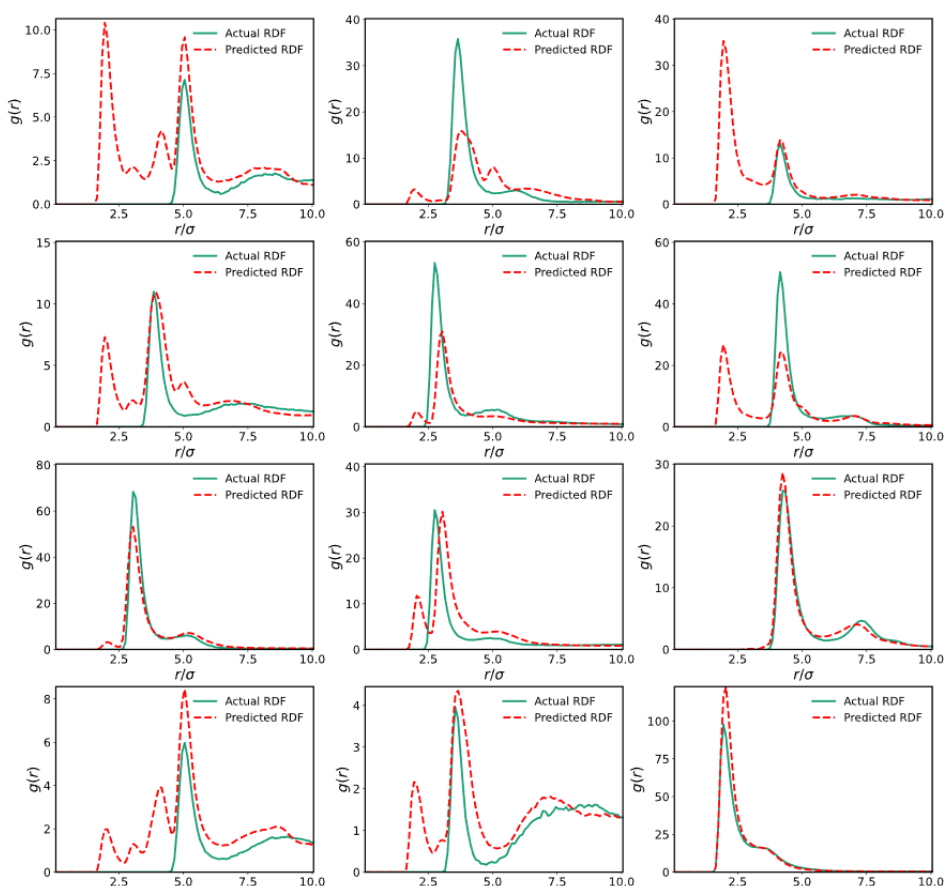 10.0
7.5
5.0
2.5
0.0
g(r)
Actual RDF
Predicted RDF
2.5 5.0 7.5 10.0
r/σ
40
30
20
10
0
g(r)
Actual RDF
Predicted RDF
2.5 5.0 7.5 10.0
r/σ
40
30
20
10
0
g(r)
Actual RDF
Predicted RDF
2.5 5.0 7.5 10.0
r/σ
15
10
5
0
g(r)
Actual RDF
Predicted RDF
2.5 5.0 7.5 10.0
r/σ
60
40
20
0
g(r)
Actual RDF
Predicted RDF
2.5 5.0 7.5 10.0
r/σ
60
40
20
0
g(r)
Actual RDF
Predicted RDF
2.5 5.0 7.5 10.0
r/σ
80
60
40
20
0
g(r)
Actual RDF
Predicted RDF
2.5 5.0 7.5 10.0
r/σ
40
30
20
10
0
g(r)
Actual RDF
Predicted RDF
2.5 5.0 7.5 10.0
r/σ
30
20
10
0
g(r)
Actual RDF
Predicted RDF
2.5 5.0 7.5 10.0
r/σ
8
6
4
2
0
g(r)
Actual RDF
Predicted RDF
2.5 5.0 7.5 10.0
r/σ
4
3
2
1
0
g(r)
Actual RDF
Predicted RDF
2.5 5.0 7.5 10.0
r/σ
100
75
50
25
0
g(r)
Actual RDF
Predicted RDF
2.5 5.0 7.5 10.0
r/σ